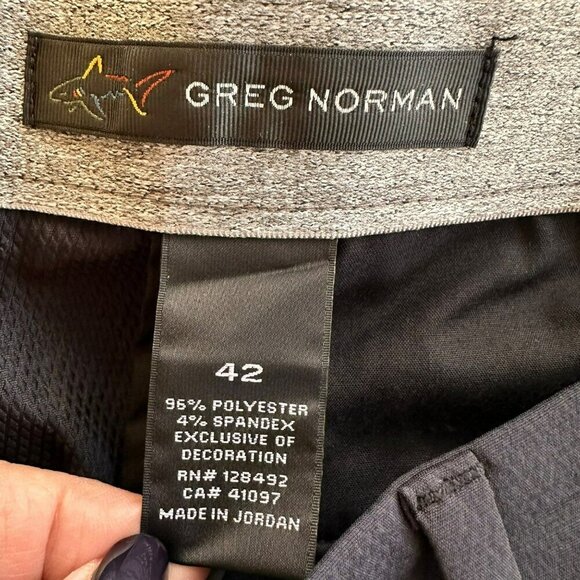 GREG NORMAN
42
96% POLYESTER
4% SPANDEX
EXCLUSIVE OF
DECORATION
RN# 128492
CA# 41097
MADE IN JORDAN